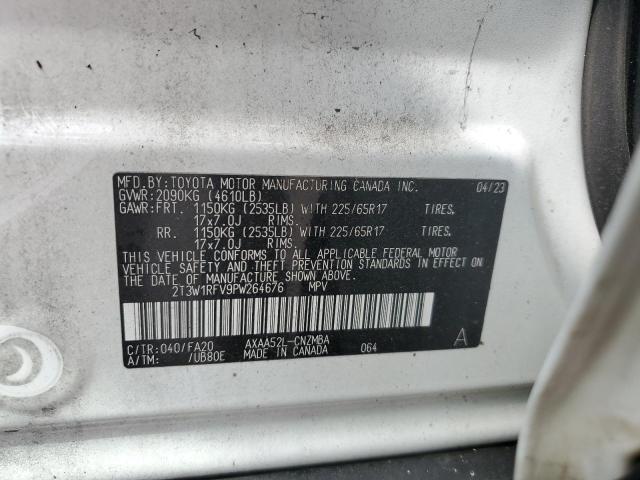 MFD.BY:TOYOTA MOTOR MANUFACTURING CANADA INC. 04/23
GVWR:2090KG (4610LB)
GAWR:FRT. 1150KG (2535LB) WITH 225/65R17 TIRES.
17x7.0J RIMS.
RR. 1150KG (2535LB) WITH 225/65R17 TIRES.
17x7.0J RIMS.
THIS VEHICLE CONFORMS TO ALL APPLICABLE FEDERAL MOTOR
VEHICLE SAFETY AND THEFT PREVENTION STANDARDS IN EFFECT ON
THE DATE OF MANUFACTURE SHOWN ABOVE.
2T3W1RFV9PW264676 MPV
C/TR:040/FA20 AXAA52L-CNZMBA A
A/TM: /UB80E MADE IN CANADA 064